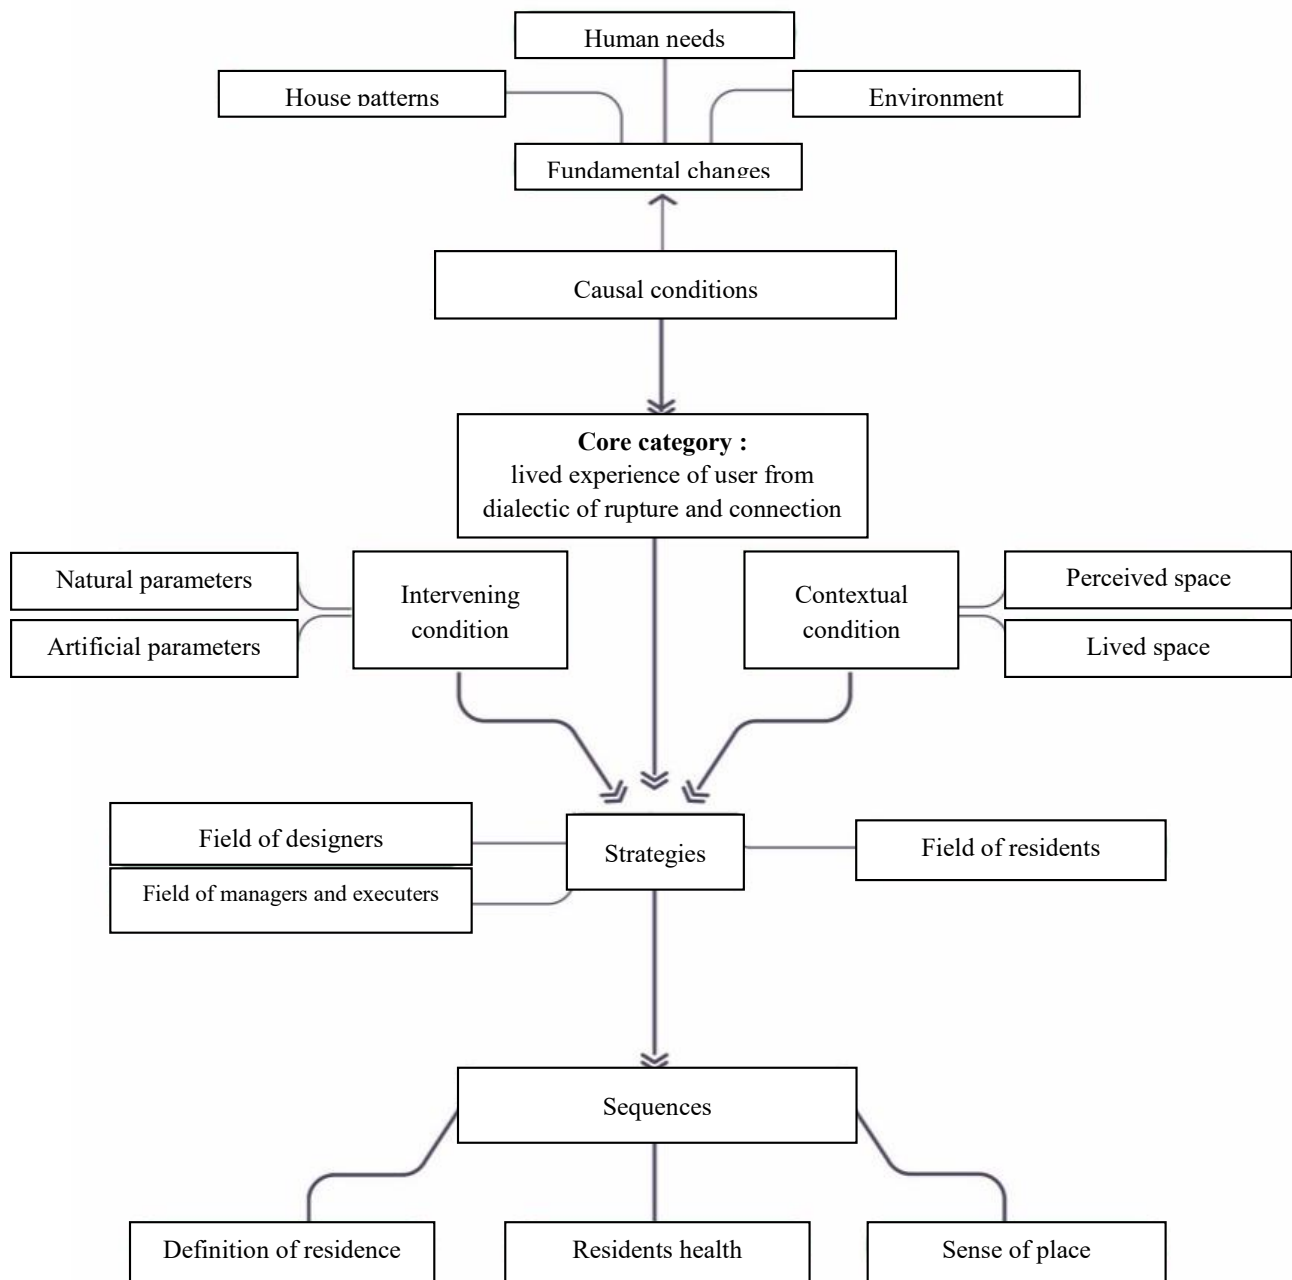 Human needs
House patterns
Environment
Fundamental changes
Causal conditions
Core category :
lived experience of user from
dialectic of rupture and connection
Natural parameters
Artificial parameters
Intervening
condition
Contextual
condition
Perceived space
Lived space
Field of designers
Field of managers and executers
Strategies
Field of residents
Sequences
Definition of residence
Residents health
Sense of place